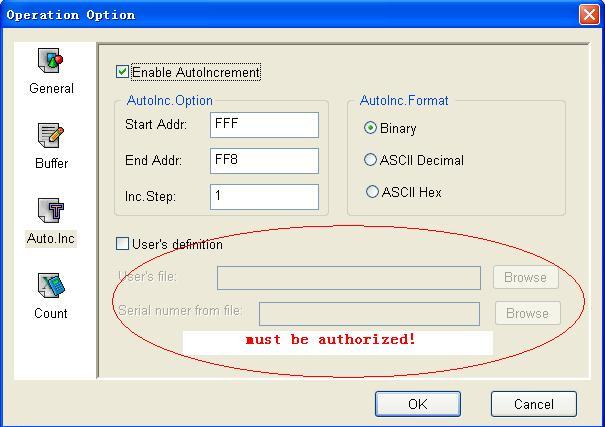 Operation Option
General
Buffer
Auto.Inc
Count
Enable AutoIncrement
AutoInc.Option
Start Addr: FFF
End Addr: FF8
Inc.Step: 1
AutoInc.Format
Binary
ASCII Decimal
ASCII Hex
User's definition
User's file: Browse
Serial numer from file: Browse
must be authorized!
OK Cancel